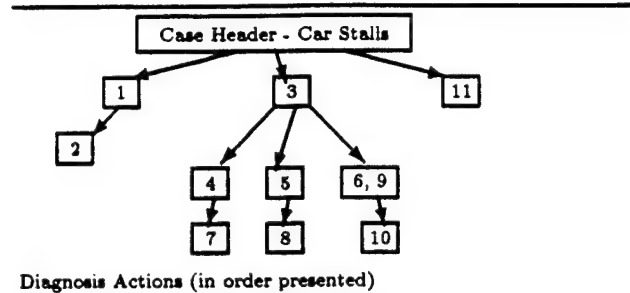 Case Header - Car Stalls
1 3 11
2
4 5 6, 9
7 8 10
Diagnosis Actions (in order presented)